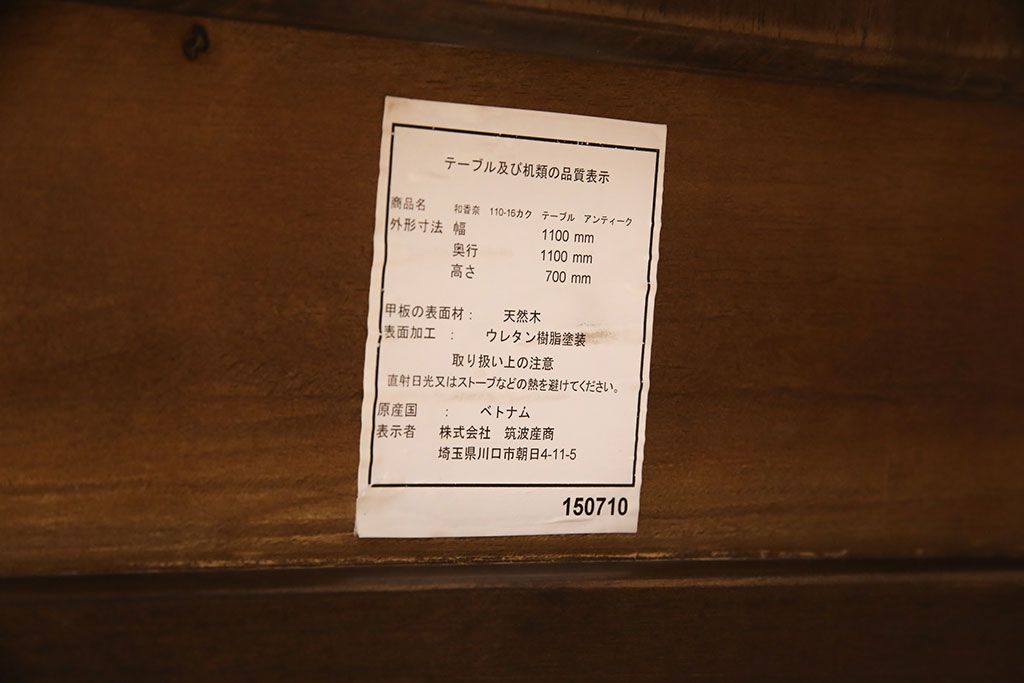 テーブル及び机類の品質表示
商品名 和香奈 110-16カク テーブル アンティーク
外形寸法 幅 1100 mm
奥行 1100 mm
高さ 700 mm
甲板の表面材： 天然木
表面加工 ： ウレタン樹脂塗装
取り扱い上の注意
直射日光又はストーブなどの熱を避けてください。
原産国 ： ベトナム
表示者 株式会社 筑波産商
埼玉県川口市朝日4-11-5
150710